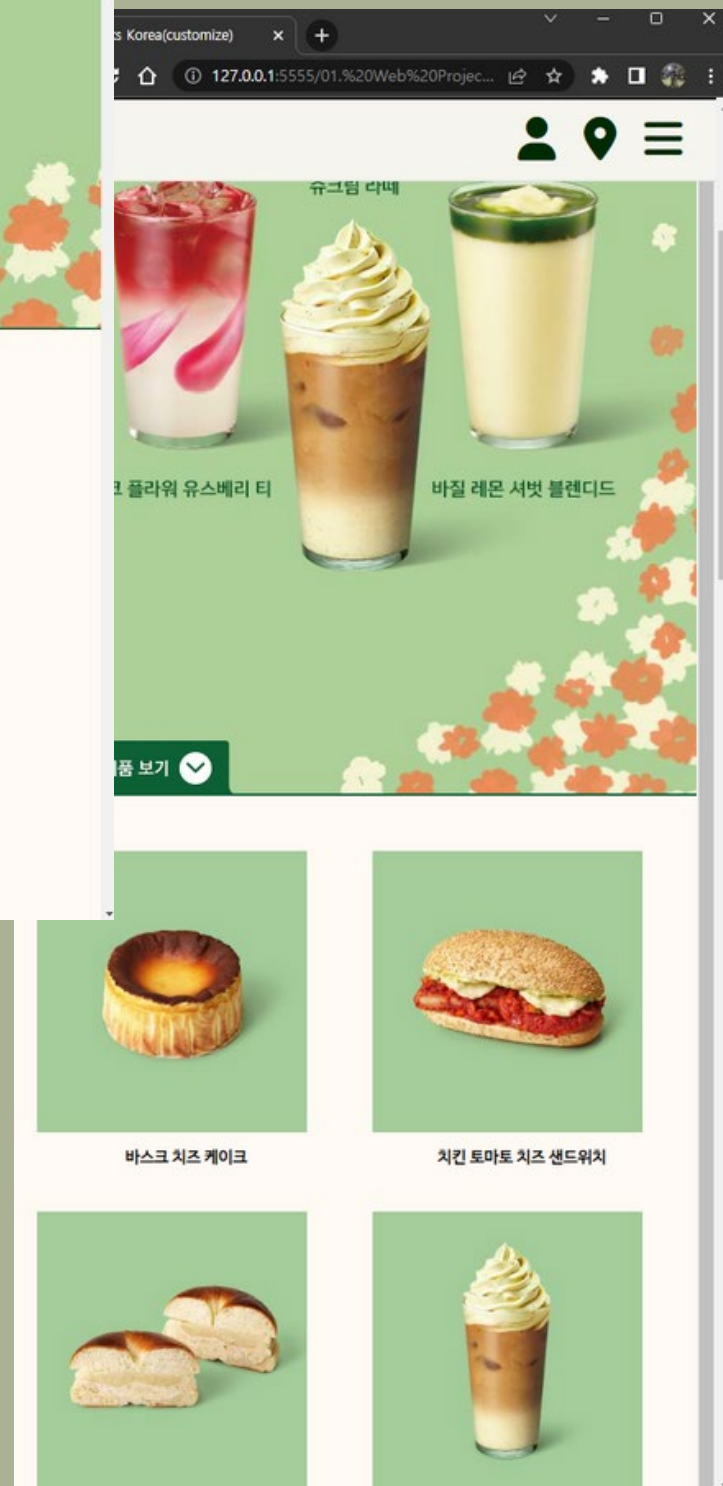 s Korea(customize)
127.0.0.1:5555/01.%20Web%20Projec...
슈크림 라떼
플라워 유스베리 티
바질 레몬 셔벗 블렌디드
보기
바스크 치즈 케이크
치킨 토마토 치즈 샌드위치